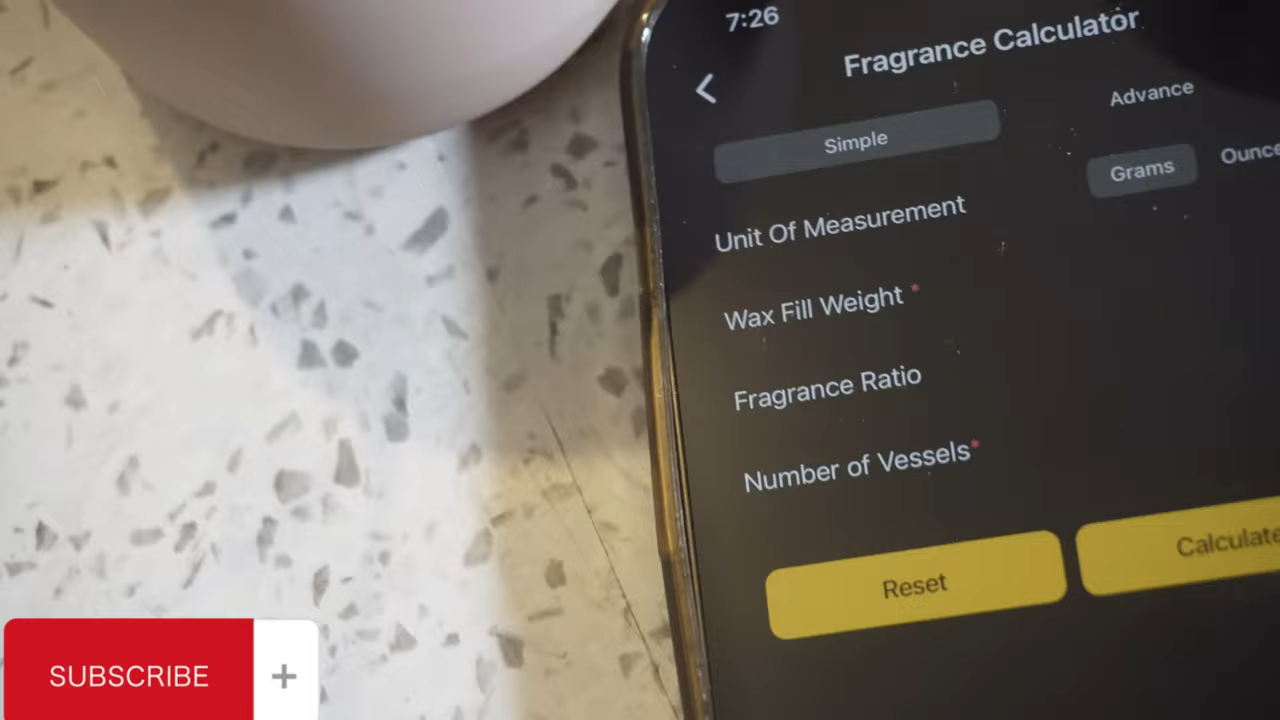 7:26
Fragrance Calculator
Simple
Advance
Unit Of Measurement
Grams
Wax Fill Weight *
Fragrance Ratio
Number of Vessels*
Reset
SUBSCRIBE +